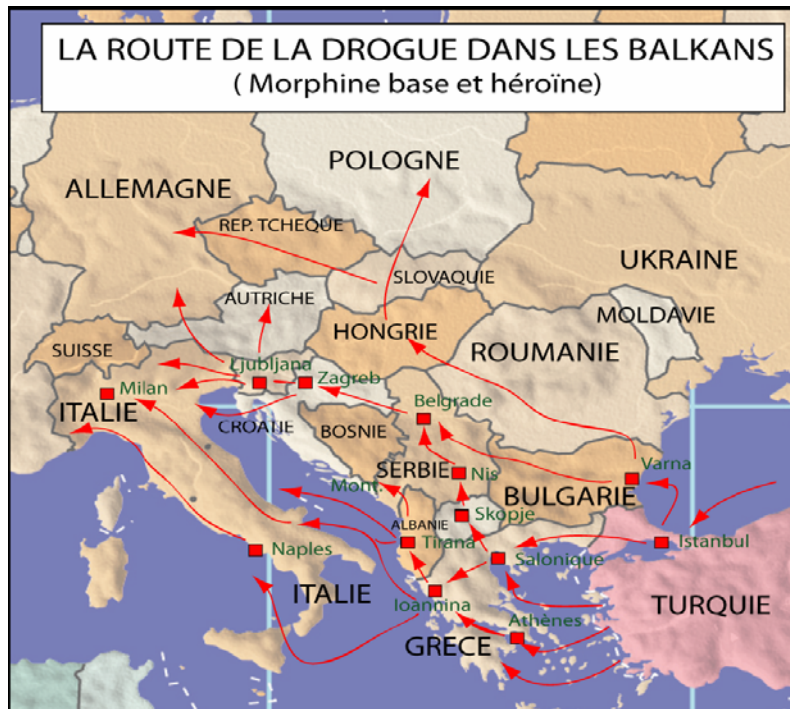 LA ROUTE DE LA DROGUE DANS LES BALKANS
( Morphine base et héroïne)
POLOGNE
ALLEMAGNE
REP. TCHEQUE
UKRAINE
SLOVAQUIE
AUTRICHE
MOLDAVIE
HONGRIE
ROUMANIE
SUISSE
Ljubljana
Zagreb
Milan
ITALIE
Belgrade
CROATIE
BOSNIE
SERBIE
Nis
Varna
Mont.
BULGARIE
Skopje
ALBANIE
Tirana
Istanbul
Naples
Salonique
ITALIE
Ioannina
TURQUIE
Athènes
GRECE